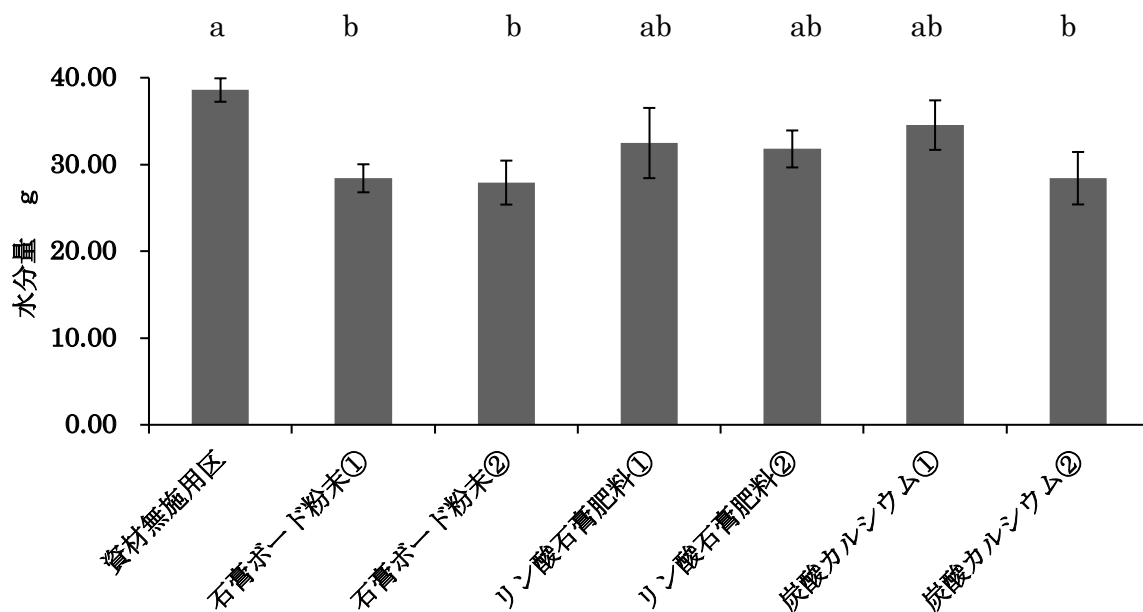 a b b ab ab ab b
40.00
30.00
20.00
10.00
0.00
水分量 g
資材無施用区
石膏ボード粉末①
石膏ボード粉末②
リン酸石膏肥料①
リン酸石膏肥料②
炭酸カルシウム①
炭酸カルシウム②